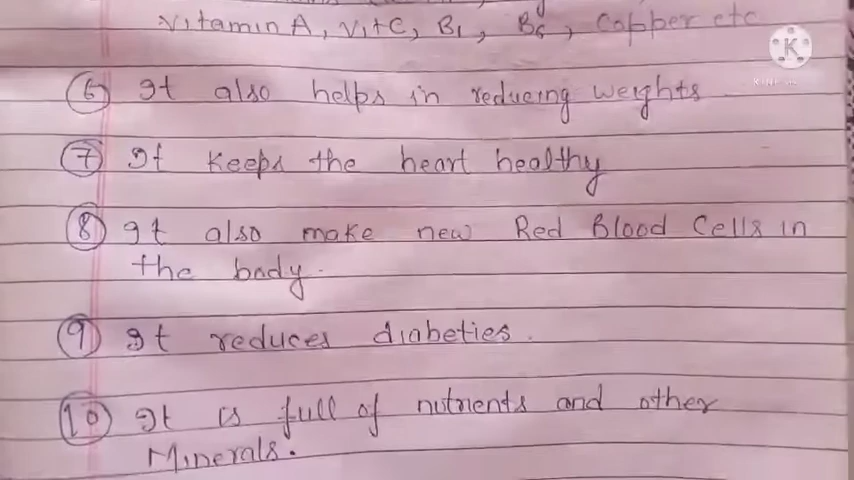 Vitamin A, Vit C, B1, B6, Copper etc
K
6 It also helps in reducing weights
7 It keeps the heart healthy
8 It also make new Red Blood Cells in
the body.
9 It reduces diabeties.
10 It is full of nutrients and other
Minerals.